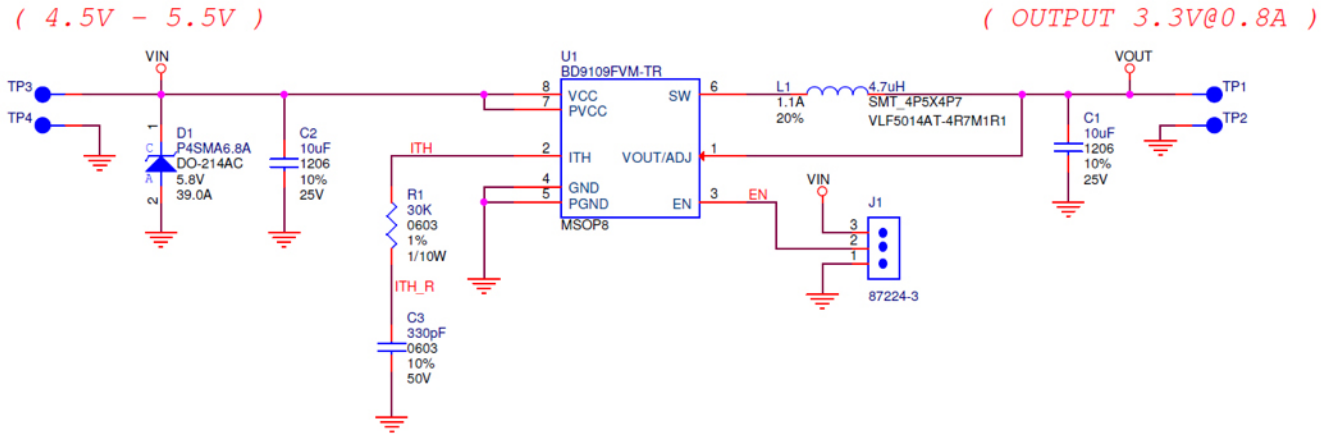 ( 4.5V - 5.5V )
( OUTPUT 3.3V@0.8A )
VIN
TP3
TP4
1
C
A
2
D1
P4SMA6.8A
DO-214AC
5.8V
39.0A
C2
10uF
1206
10%
25V
ITH
R1
30K
0603
1%
1/10W
ITH_R
C3
330pF
0603
10%
50V
U1
BD9109FVM-TR
8 VCC
7 PVCC
2 ITH
4 GND
5 PGND
SW 6
VOUT/ADJ 1
EN 3
MSOP8
L1
1.1A
20%
4.7uH
SMT_4P5X4P7
VLF5014AT-4R7M1R1
EN
VIN
J1
3
2
1
87224-3
VOUT
TP1
TP2
C1
10uF
1206
10%
25V